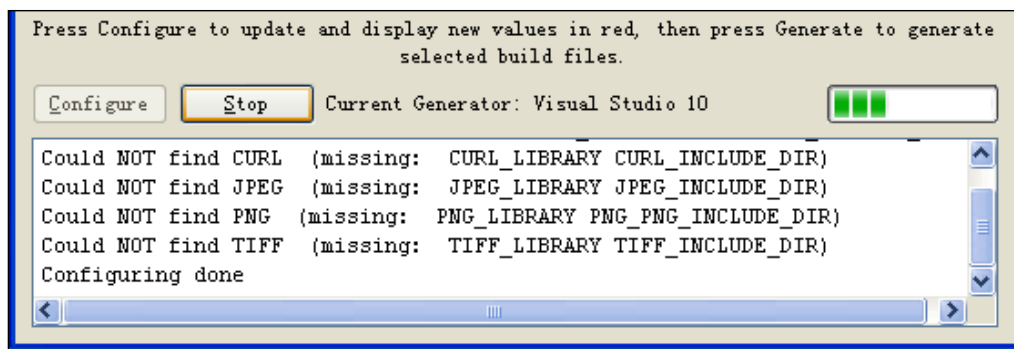 Press Configure to update and display new values in red, then press Generate to generate
selected build files.
Configure Stop Current Generator: Visual Studio 10
Could NOT find CURL (missing: CURL_LIBRARY CURL_INCLUDE_DIR)
Could NOT find JPEG (missing: JPEG_LIBRARY JPEG_INCLUDE_DIR)
Could NOT find PNG (missing: PNG_LIBRARY PNG_PNG_INCLUDE_DIR)
Could NOT find TIFF (missing: TIFF_LIBRARY TIFF_INCLUDE_DIR)
Configuring done